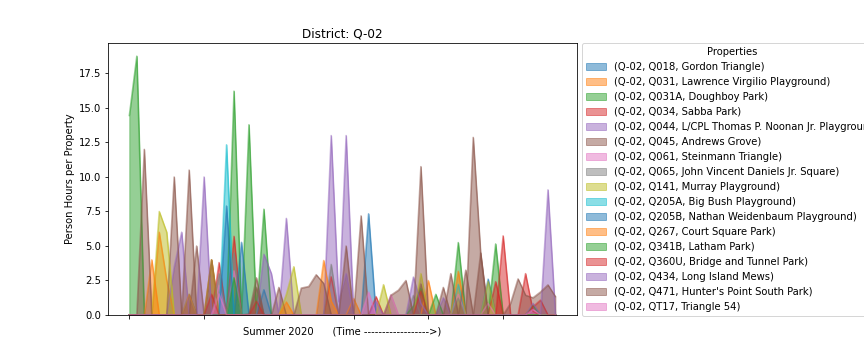 District: Q-02
Person Hours per Property
17.5
15.0
12.5
10.0
7.5
5.0
2.5
0.0
Summer 2020 (Time ------------------>)
Properties
(Q-02, Q018, Gordon Triangle)
(Q-02, Q031, Lawrence Virgilio Playground)
(Q-02, Q031A, Doughboy Park)
(Q-02, Q034, Sabba Park)
(Q-02, Q044, L/CPL Thomas P. Noonan Jr. Playgroun
(Q-02, Q045, Andrews Grove)
(Q-02, Q061, Steinmann Triangle)
(Q-02, Q065, John Vincent Daniels Jr. Square)
(Q-02, Q141, Murray Playground)
(Q-02, Q205A, Big Bush Playground)
(Q-02, Q205B, Nathan Weidenbaum Playground)
(Q-02, Q267, Court Square Park)
(Q-02, Q341B, Latham Park)
(Q-02, Q360U, Bridge and Tunnel Park)
(Q-02, Q434, Long Island Mews)
(Q-02, Q471, Hunter's Point South Park)
(Q-02, QT17, Triangle 54)